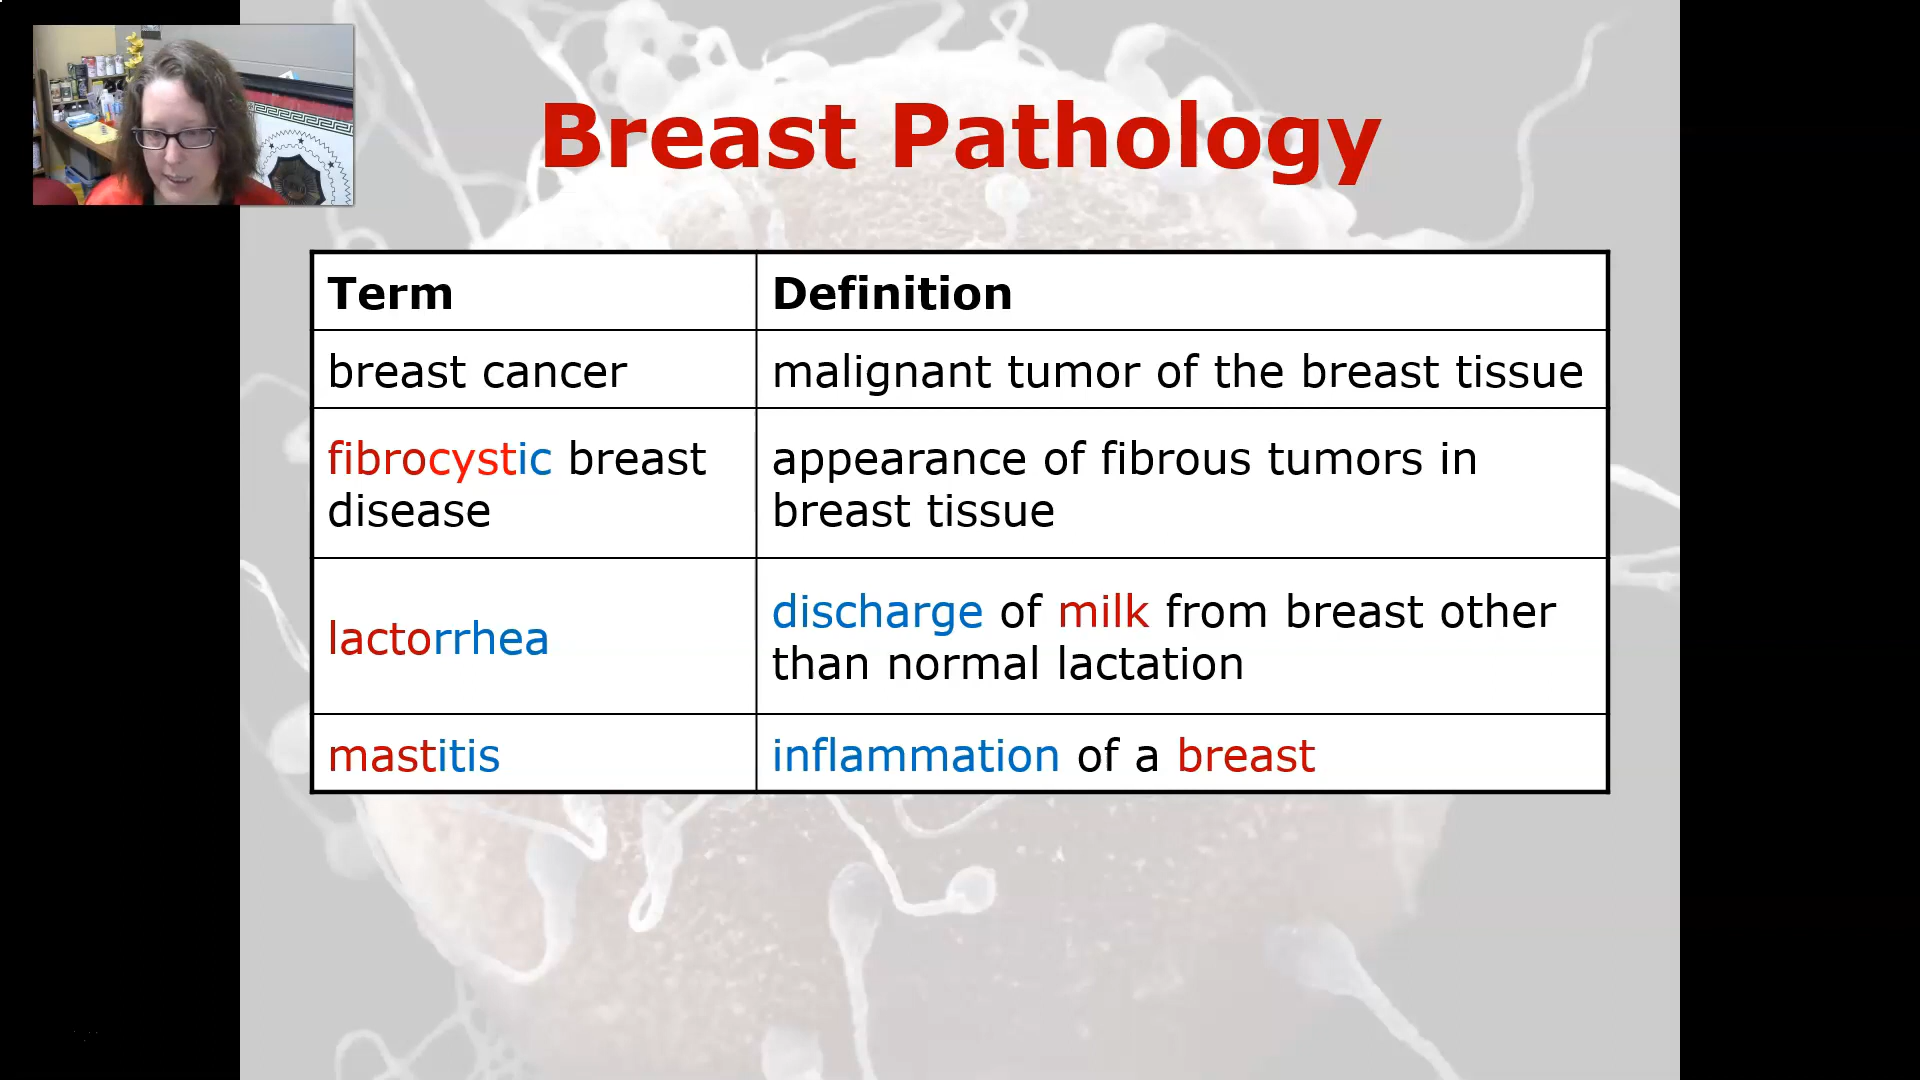 Breast Pathology
Term
Definition
breast cancer
malignant tumor of the breast tissue
fibrocystic breast
disease
appearance of fibrous tumors in
breast tissue
lactorrhea
discharge of milk from breast other
than normal lactation
mastitis
inflammation of a breast